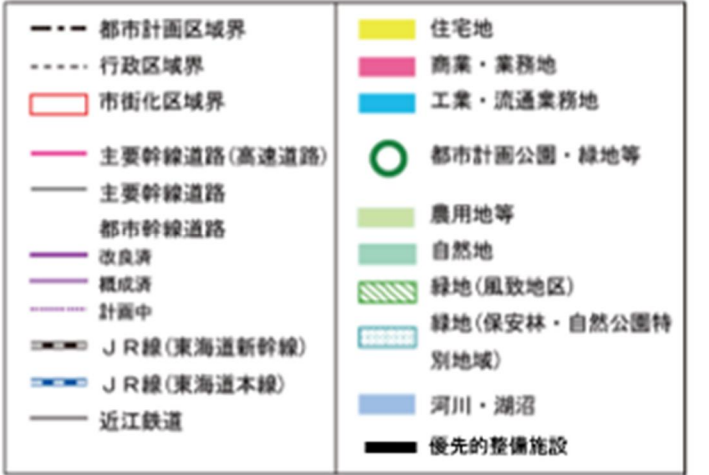 都市計画区域界
行政区域界
市街化区域界
主要幹線道路(高速道路)
主要幹線道路
都市幹線道路
改良済
概成済
計画中
JR線(東海道新幹線)
JR線(東海道本線)
近江鉄道
住宅地
商業・業務地
工業・流通業務地
都市計画公園・緑地等
農用地等
自然地
緑地(風致地区)
緑地(保安林・自然公園特
別地域)
河川・湖沼
優先的整備施設